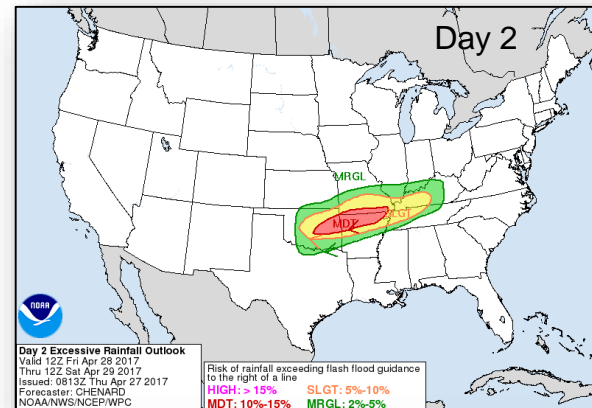 Day 2
MRGL
SLGT
MDT
NOAA
Day 2 Excessive Rainfall Outlook
Valid 12Z Fri Apr 28 2017
Thru 12Z Sat Apr 29 2017
Issued: 0813Z Thu Apr 27 2017
Forecaster: CHENARD
NOAA/NWS/NCEP/WPC
Risk of rainfall exceeding flash flood guidance
to the right of a line
HIGH: > 15% SLGT: 5%-10%
MDT: 10%-15% MRGL: 2%-5%